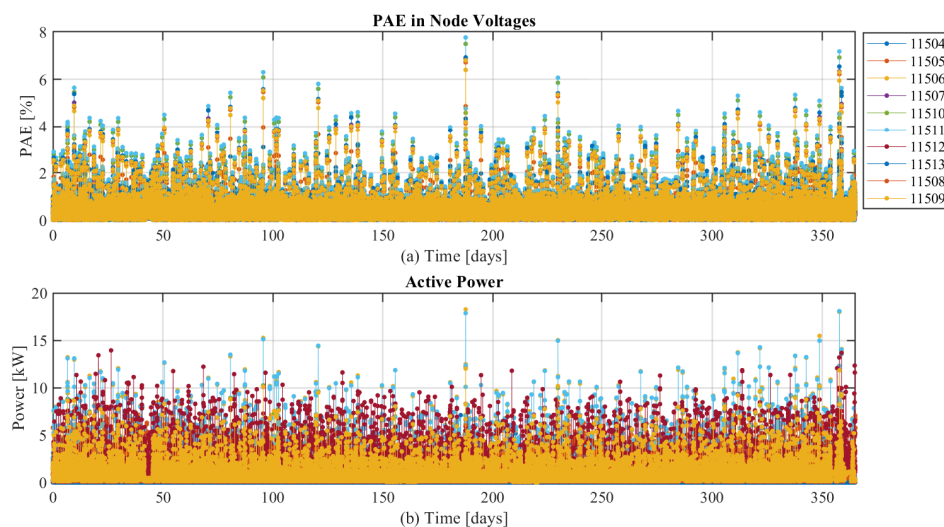 PAE in Node Voltages
8
6
4
2
0
PAE [%]
0 50 100 150 200 250 300 350
(a) Time [days]
11504
11505
11506
11507
11510
11511
11512
11513
11508
11509
Active Power
20
15
10
5
0
Power [kW]
0 50 100 150 200 250 300 350
(b) Time [days]